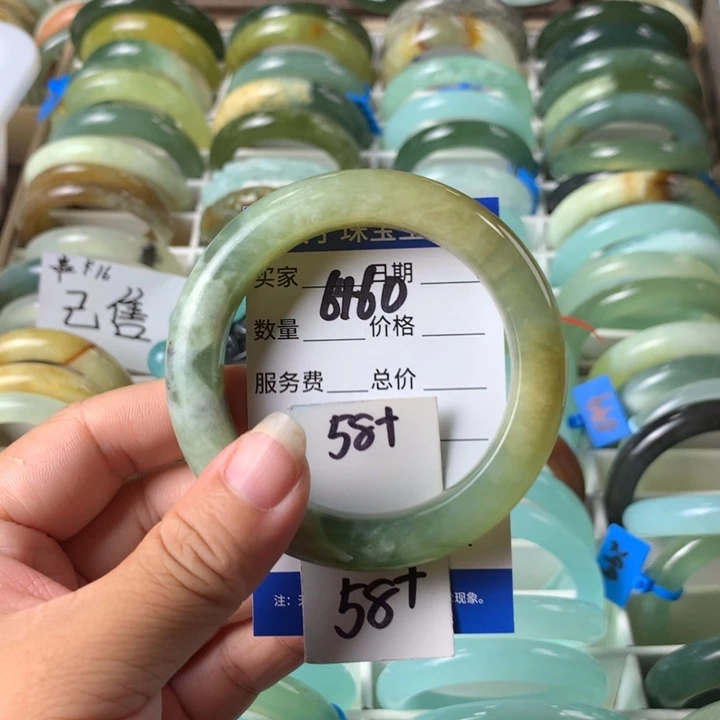 珠宝
买家 日期
6460
数量 价格
服务费 总价
58+
58+
注: 现象。
已售